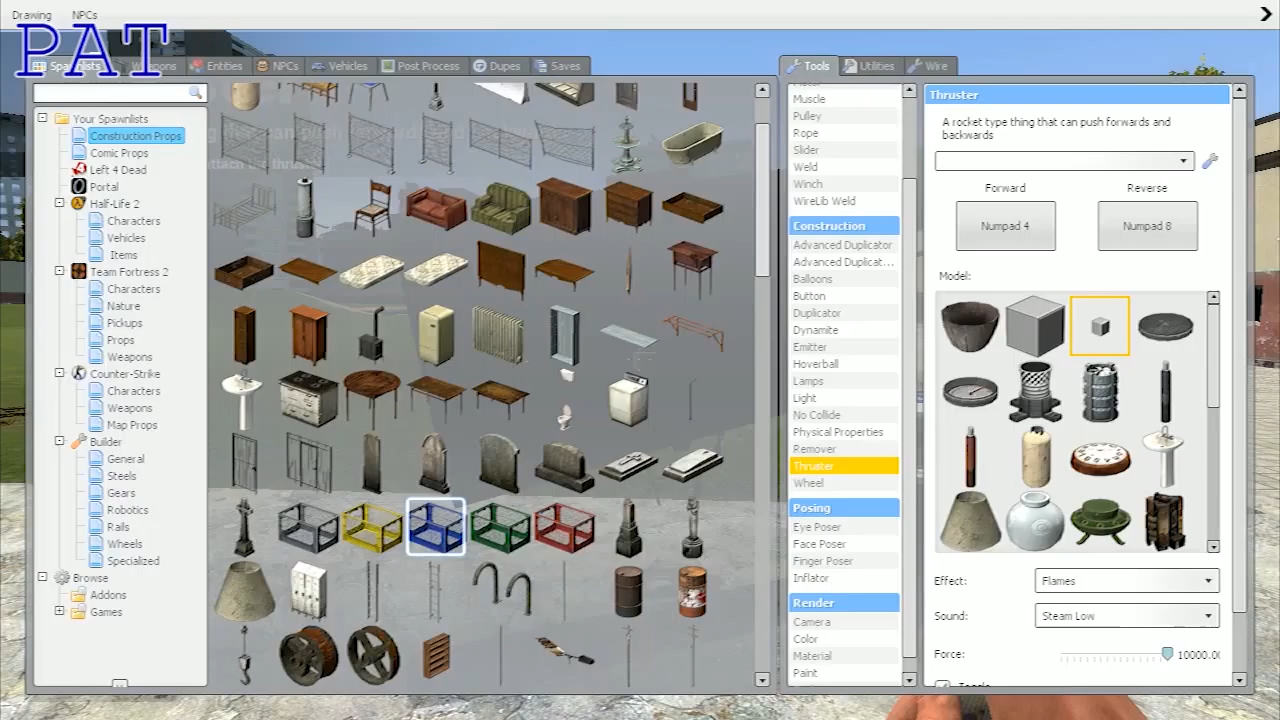 Drawing NPCs
PAT
Spawnlists Weapons Entities NPCs Vehicles Post Process Dupes Saves
Your Spawnlists
Construction Props
Comic Props
Left 4 Dead
Portal
Half-Life 2
Characters
Vehicles
Items
Team Fortress 2
Characters
Nature
Pickups
Props
Weapons
Counter-Strike
Characters
Weapons
Map Props
Builder
General
Steels
Gears
Robotics
Rails
Wheels
Specialized
Browse
Addons
Games
Tools Utilities Wire
Muscle
Pulley
Rope
Slider
Weld
Winch
WireLib Weld
Construction
Advanced Duplicator
Advanced Duplicat...
Balloons
Button
Duplicator
Dynamite
Emitter
Hoverball
Lamps
Light
No Collide
Physical Properties
Remover
Thruster
Wheel
Posing
Eye Poser
Face Poser
Finger Poser
Inflator
Render
Camera
Color
Material
Paint
Thruster
A rocket type thing that can push forwards and
backwards
Forward Reverse
Numpad 4 Numpad 8
Model:
Effect: Flames
Sound: Steam Low
Force: 10000.0
Toggle